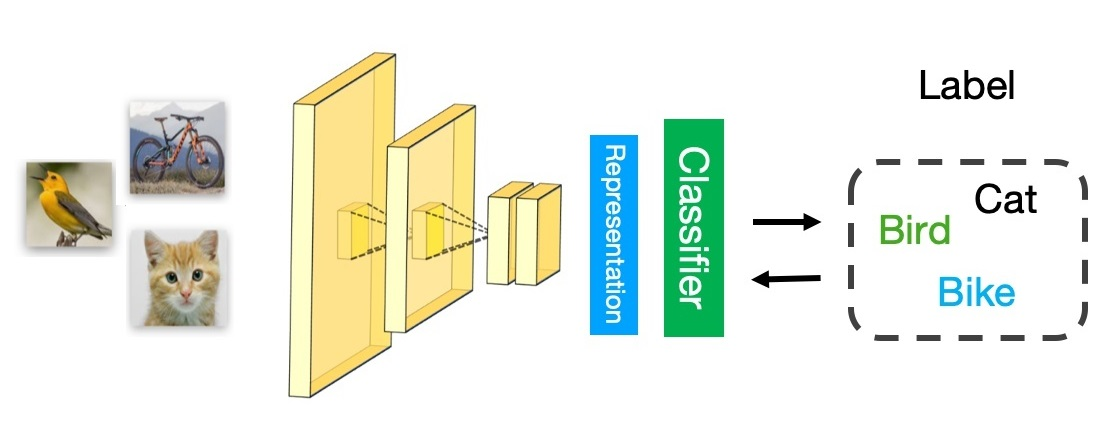 Label
Representation
Classifier
Cat
Bird
Bike